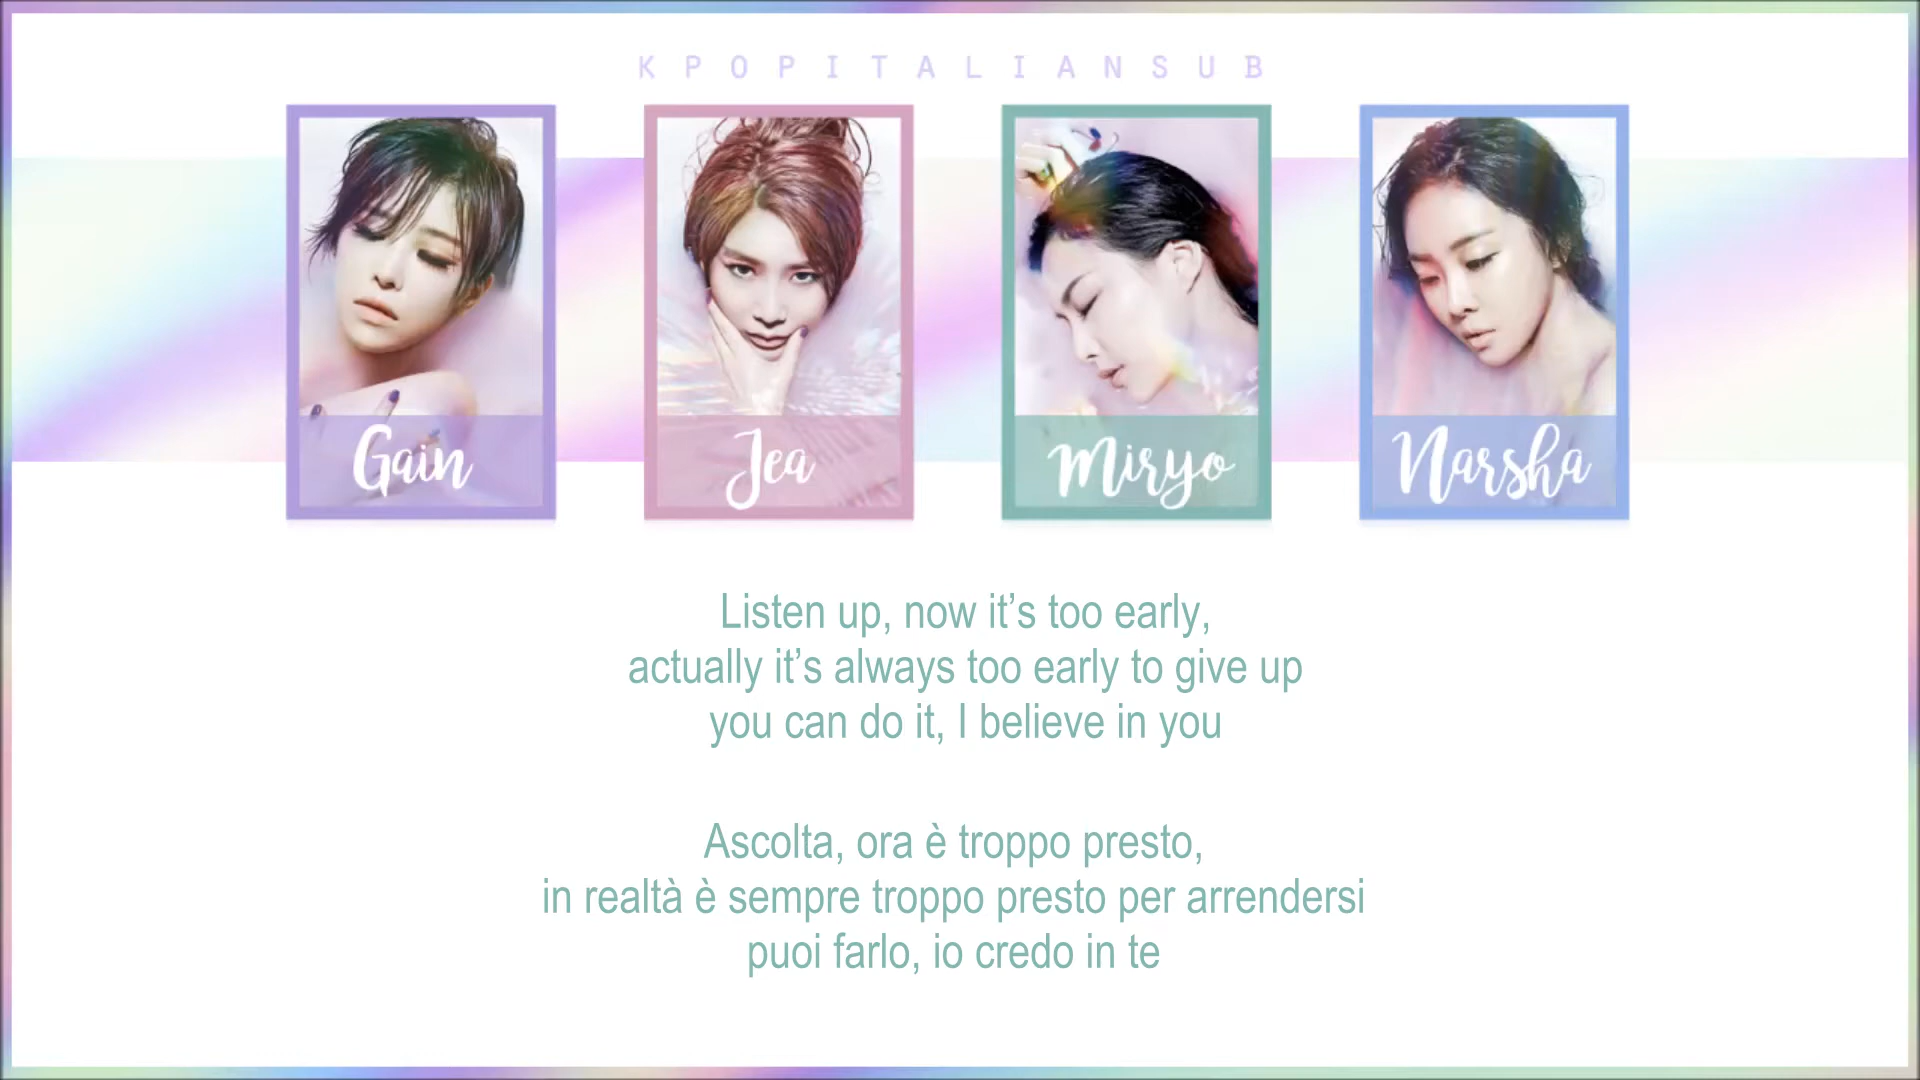 KPOPITALIANSUB
Gain
Jea
Miryo
Narsha
Listen up, now it’s too early,
actually it’s always too early to give up
you can do it, I believe in you
Ascolta, ora è troppo presto,
in realtà è sempre troppo presto per arrendersi
puoi farlo, io credo in te